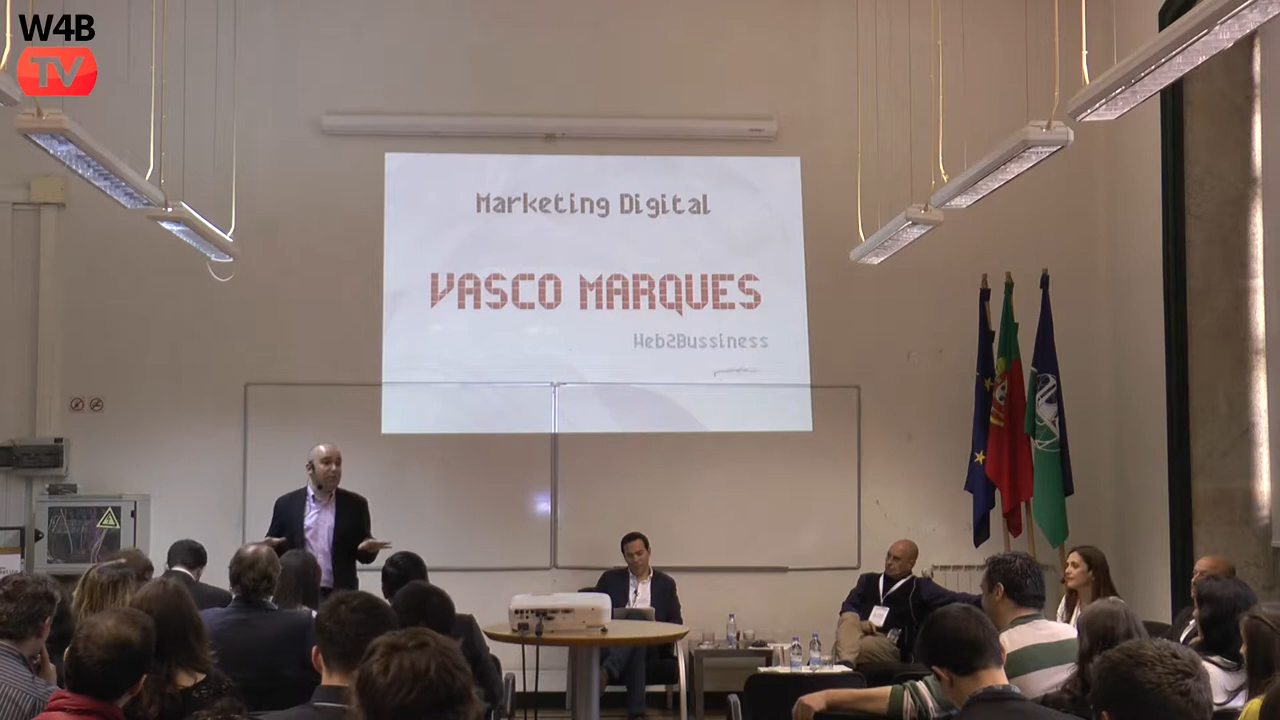 W4B
TV
Marketing Digital
VASCO MARQUES
Web2Bussiness